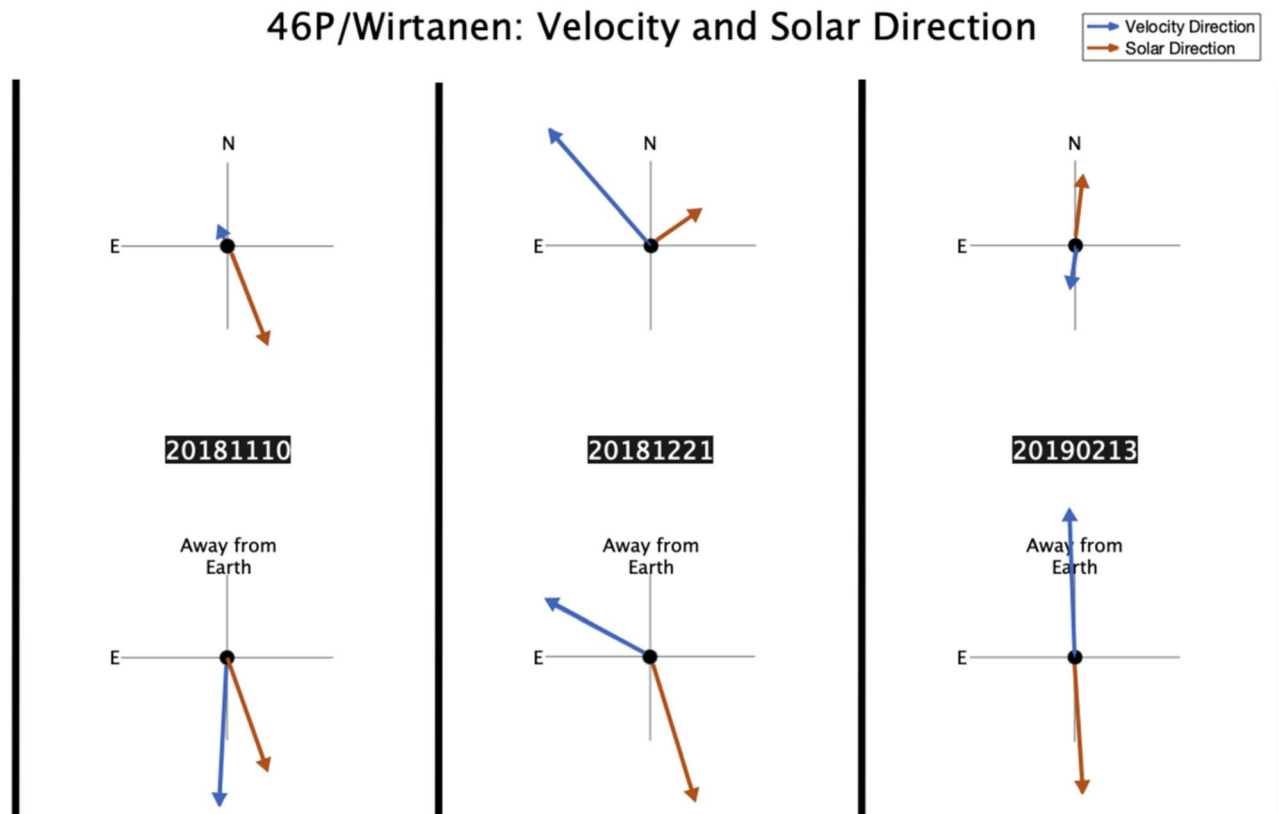 46P/Wirtanen: Velocity and Solar Direction
Velocity Direction
Solar Direction
N
N
N
E
E
E
20181110
20181221
20190213
Away from
Earth
Away from
Earth
Away from
Earth
E
E
E